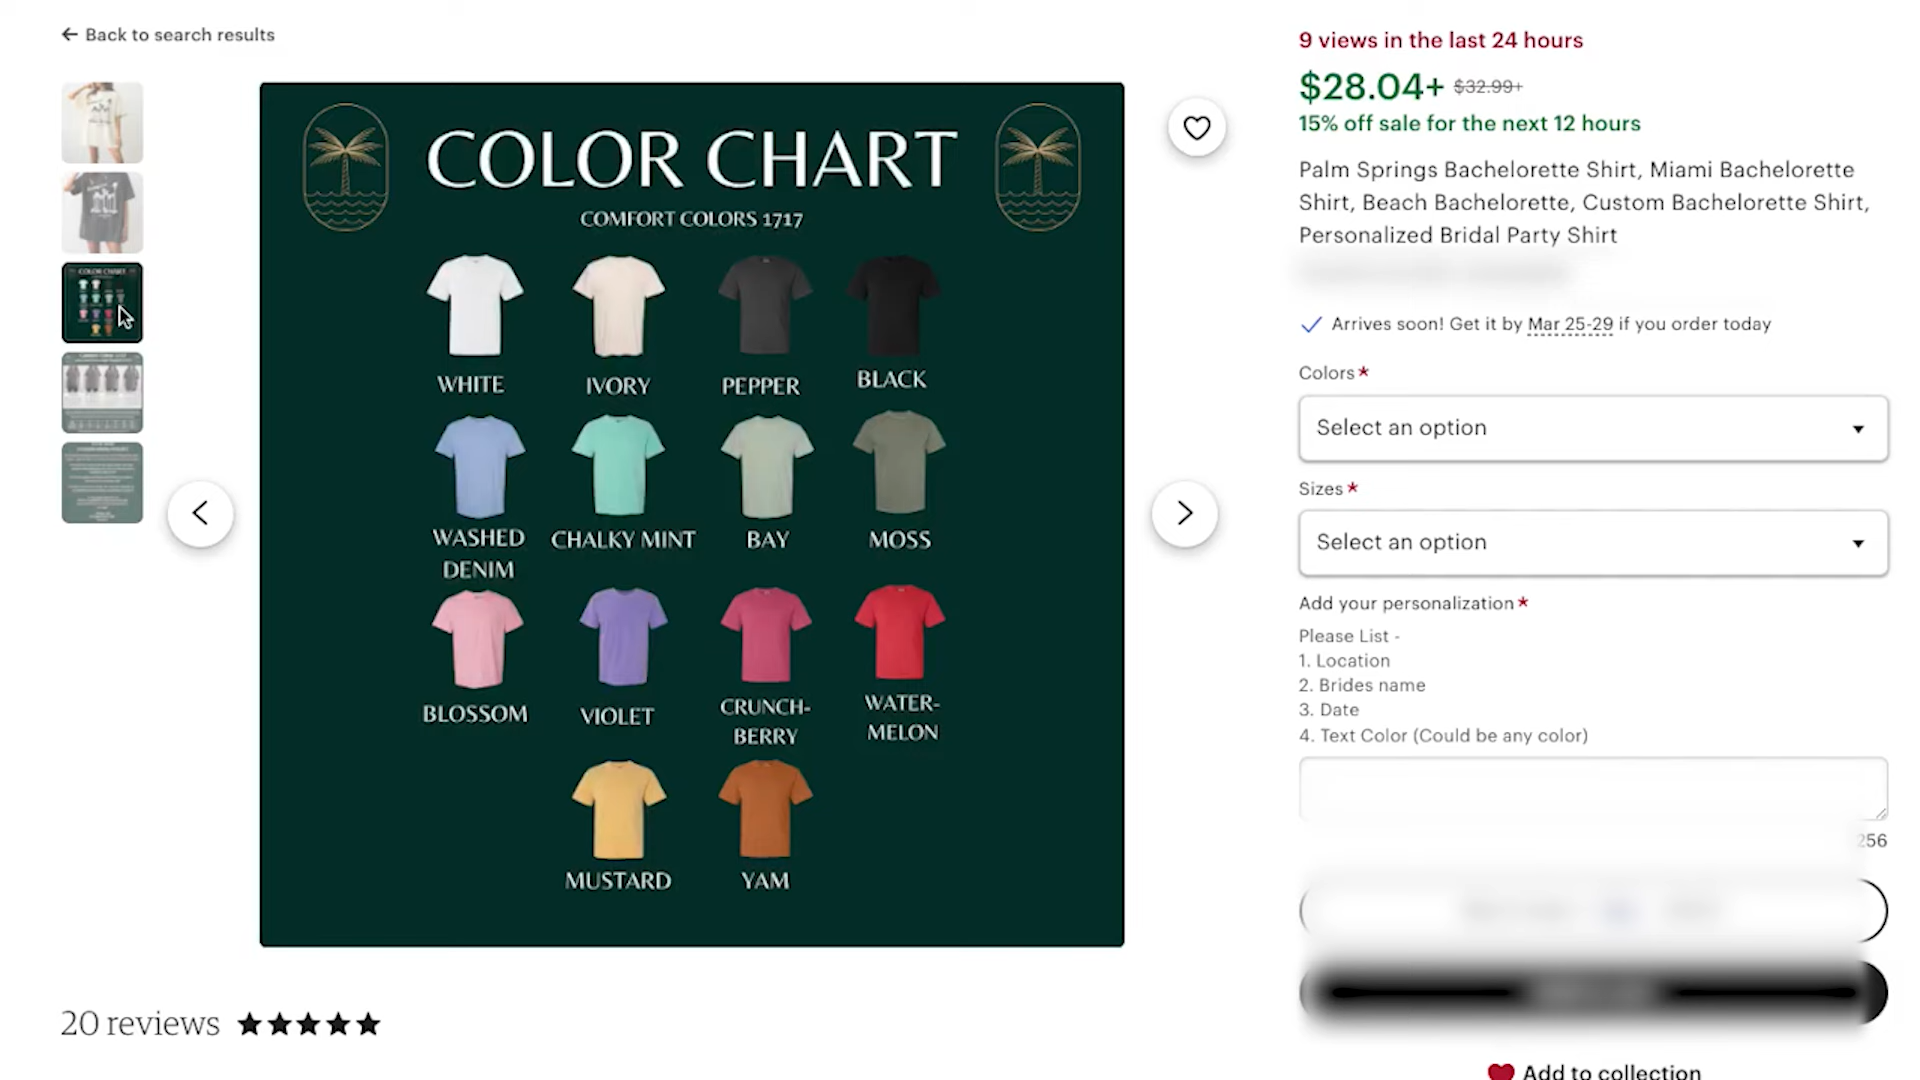 Back to search results
COLOR CHART
COMFORT COLORS 1717
WHITE
IVORY
PEPPER
BLACK
WASHED
DENIM
CHALKY MINT
BAY
MOSS
BLOSSOM
VIOLET
CRUNCH-
BERRY
WATER-
MELON
MUSTARD
YAM
20 reviews
9 views in the last 24 hours
$28.04+ $32.99+
15% off sale for the next 12 hours
Palm Springs Bachelorette Shirt, Miami Bachelorette
Shirt, Beach Bachelorette, Custom Bachelorette Shirt,
Personalized Bridal Party Shirt
Arrives soon! Get it by Mar 25-29 if you order today
Colors*
Select an option
Sizes*
Select an option
Add your personalization*
Please List -
1. Location
2. Brides name
3. Date
4. Text Color (Could be any color)
256
Add to collection